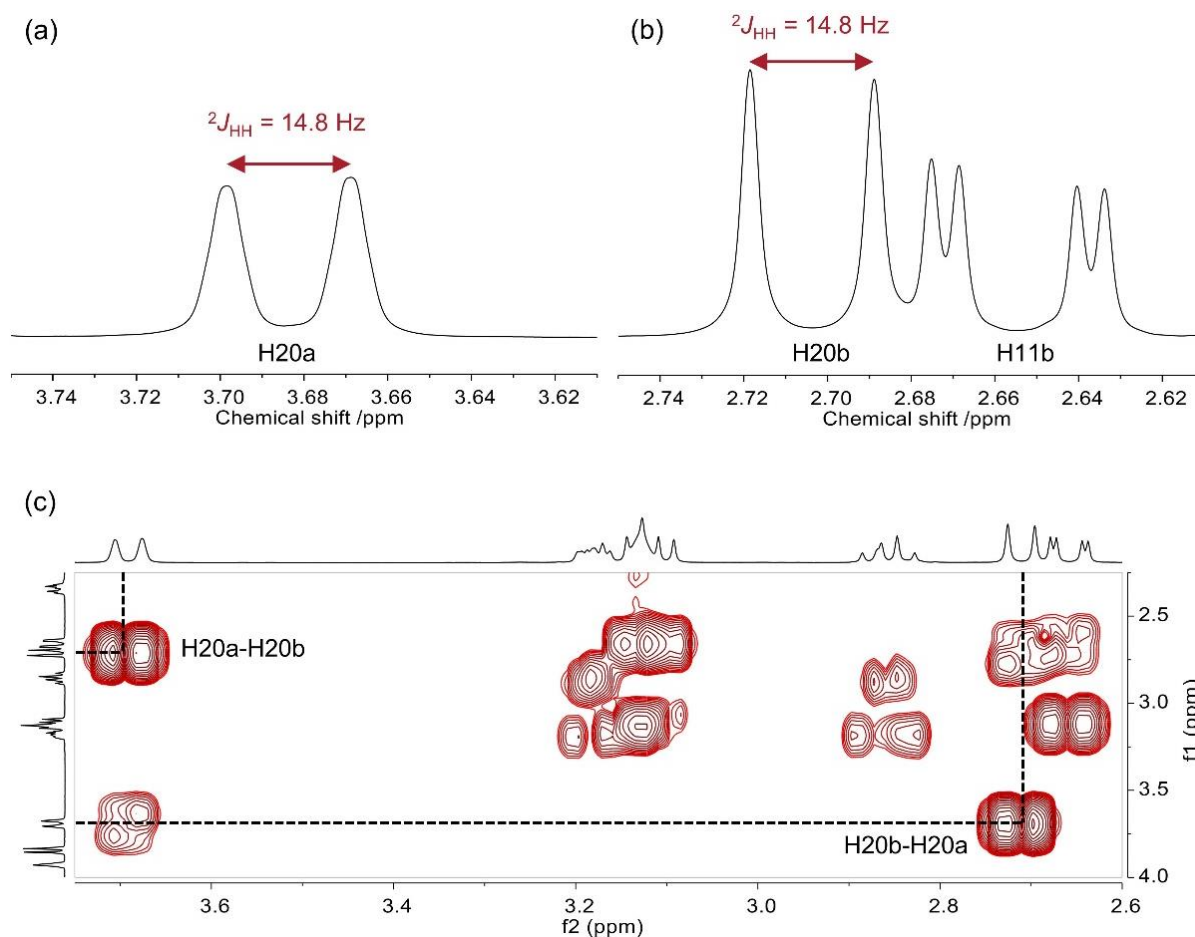 (a)
²J_HH = 14.8 Hz
H20a
3.74 3.72 3.70 3.68 3.66 3.64 3.62
Chemical shift /ppm
(b)
²J_HH = 14.8 Hz
H20b H11b
2.74 2.72 2.70 2.68 2.66 2.64 2.62
Chemical shift /ppm
(c)
H20a-H20b
H20b-H20a
2.5
3.0
3.5
4.0
f1 (ppm)
3.6 3.4 3.2 3.0 2.8 2.6
f2 (ppm)